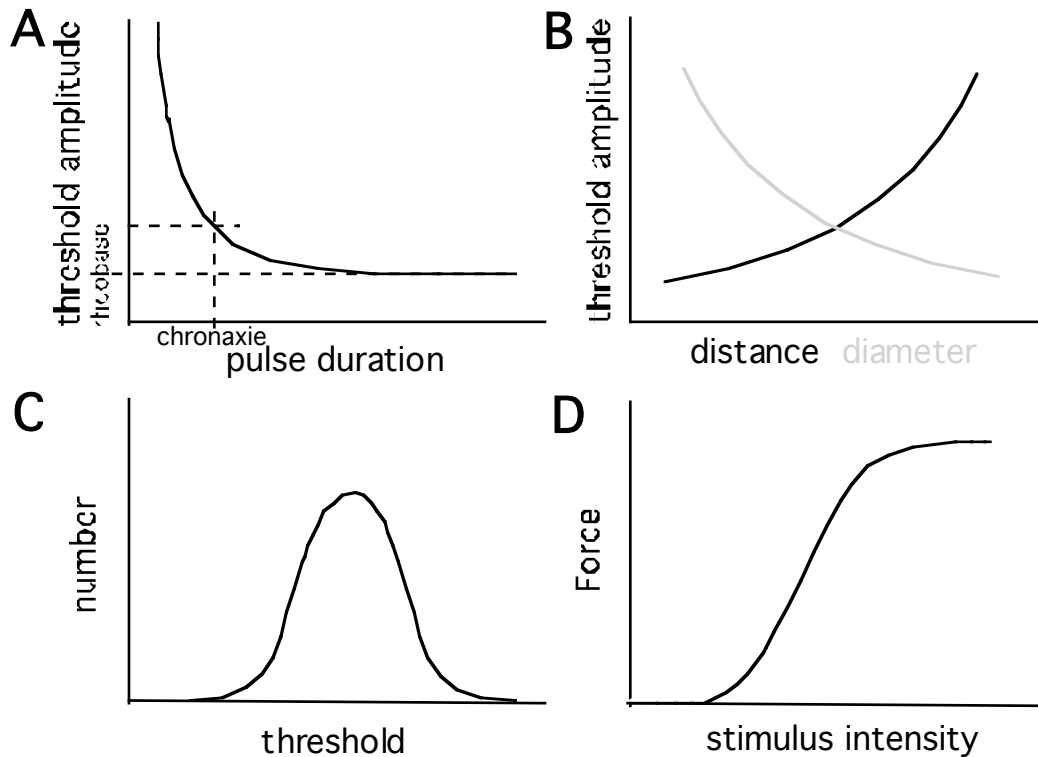 A
threshold amplitude
rheobase
chronaxie
pulse duration
B
threshold amplitude
distance diameter
C
number
threshold
D
Force
stimulus intensity